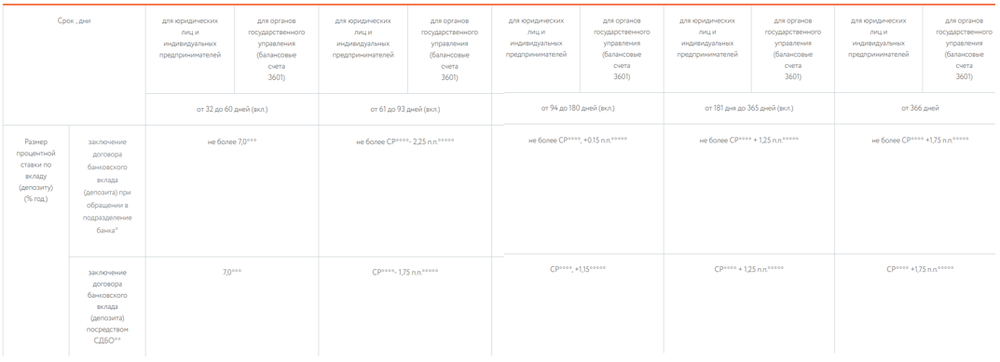 Срок , дни
для юридических
лиц и
индивидуальных
предпринимателей
для органов
государственного
управления
(балансовые
счета
3601)
для юридических
лиц и
индивидуальных
предпринимателей
для органов
государственного
управления
(балансовые
счета
3601)
для юридических
лиц и
индивидуальных
предпринимателей
для органов
государственного
управления
(балансовые
счета
3601)
для юридических
лиц и
индивидуальных
предпринимателей
для органов
государственного
управления
(балансовые
счета
3601)
для юридических
лиц и
индивидуальных
предпринимателей
для органов
государственного
управления
(балансовые
счета
3601)
от 32 до 60 дней (вкл.)
от 61 до 93 дней (вкл.)
от 94 до 180 дней (вкл.)
от 181 дня до 365 дней (вкл.)
от 366 дней
Размер
процентной
ставки по
вкладу
(депозиту)
(% год.)
заключение
договора
банковского
вклада
(депозита) при
обращении в
подразделение
банка*
не более 7,0***
не более СР****- 2,25 п.п.*****
не более СР****, +0.15 п.п.*****
не более СР**** + 1,25 п.п.*****
не более СР**** +1,75 п.п.*****
заключение
договора
банковского
вклада
(депозита)
посредством
СДБО**
7,0***
СР****- 1,75 п.п.*****
СР****, +1,15*****
СР**** + 1,25 п.п.*****
СР**** +1,75 п.п.*****